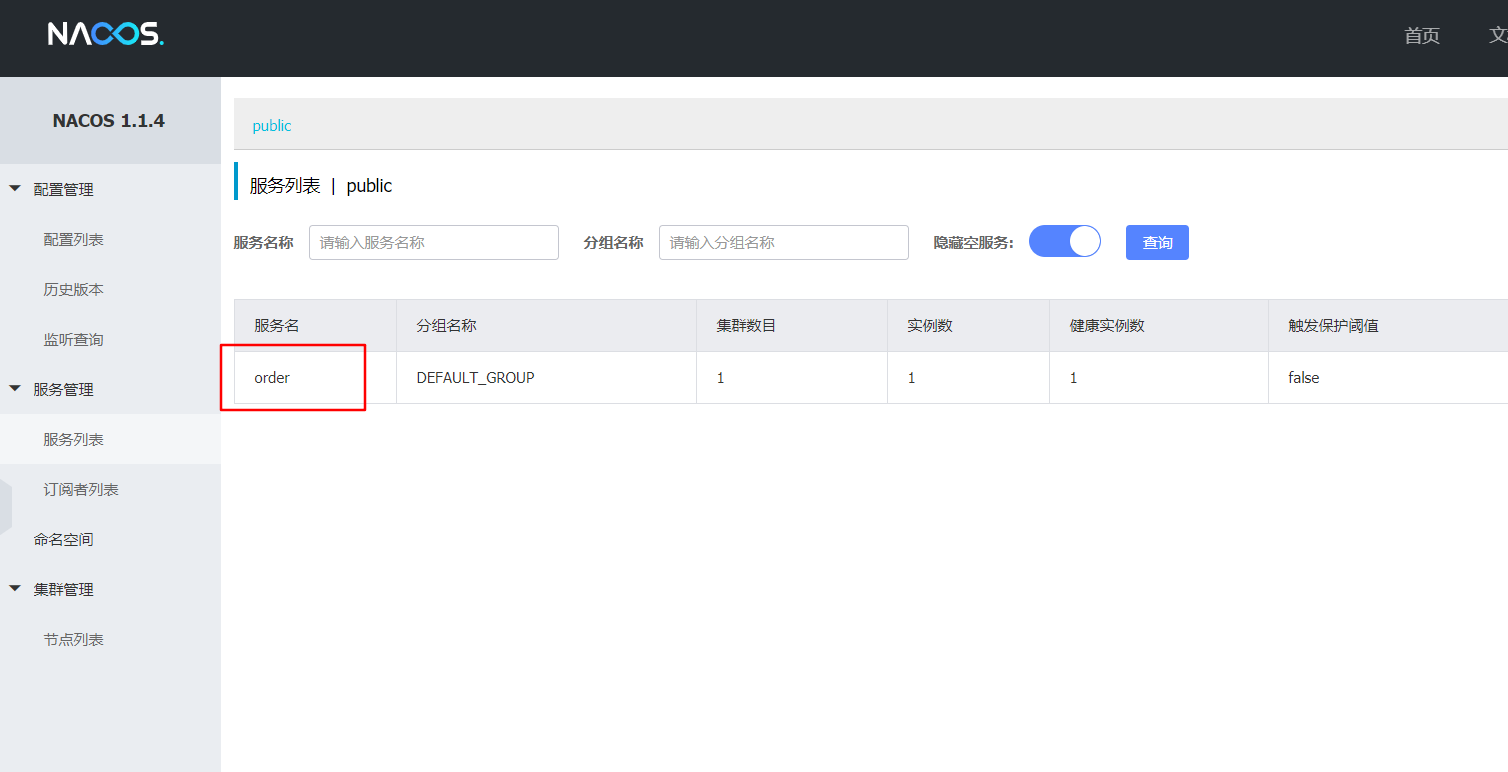 NACOS.
首页
NACOS 1.1.4
配置管理
配置列表
历史版本
监听查询
服务管理
服务列表
订阅者列表
命名空间
集群管理
节点列表
public
服务列表 | public
服务名称 请输入服务名称 分组名称 请输入分组名称 隐藏空服务: 查询
服务名 分组名称 集群数目 实例数 健康实例数 触发保护阈值
order DEFAULT_GROUP 1 1 1 false